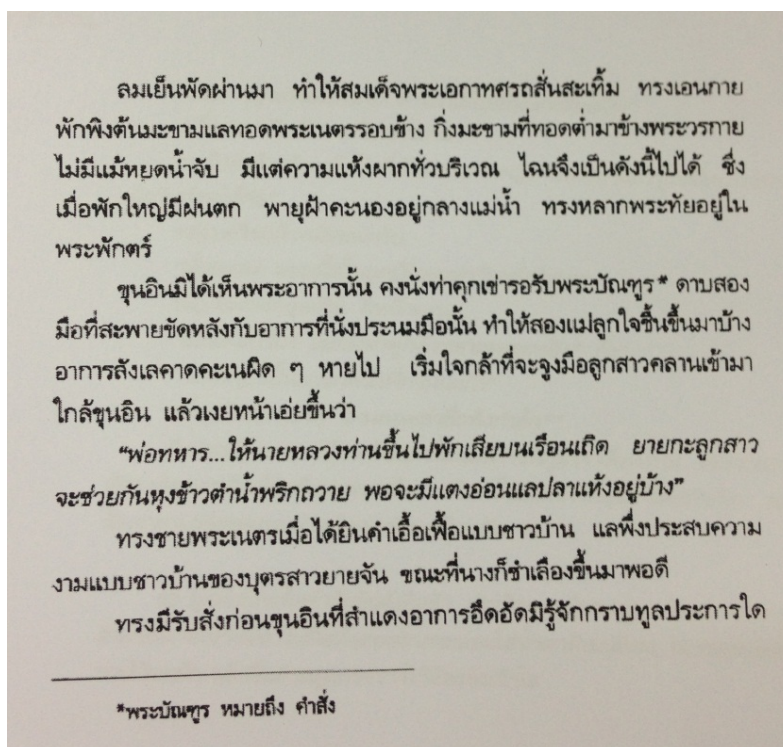 ลมเย็นพัดผ่านมา ทำให้สมเด็จพระเอกาทศรถสั่นสะเทิ้ม ทรงเอนกาย
พักพิงต้นมะขามแลทอดพระเนตรรอบข้าง กิ่งมะขามที่ทอดต่ำมาข้างพระวรกาย
ไม่มีแม้หยดน้ำจับ มีแต่ความแห้งผากทั่วบริเวณ ไฉนจึงเป็นดังนี้ไปได้ ซึ่ง
เมื่อพักใหญ่มีฝนตก พายุฝ้าคะนองอยู่กลางแม่น้ำ ทรงหลากพระทัยอยู่ใน
พระพักตร์
ขุนอินมิได้เห็นพระอาการนั้น คงนั่งท่าคุกเข่ารอรับพระบัณฑูร* ดาบสอง
มือที่สะพายขัดหลังกับอาการที่นั่งประนมมือนั้น ทำให้สองแม่ลูกใจชื้นขึ้นมาบ้าง
อาการลังเลคาดคะเนผิด ๆ หายไป เริ่มใจกล้าที่จะจูงมือลูกสาวคลานเข้ามา
ใกล้ขุนอิน แล้วเงยหน้าเอ่ยขึ้นว่า
"พ่อทหาร...ให้นายหลวงท่านขึ้นไปพักเสียบนเรือนเถิด ยายกะลูกสาว
จะช่วยกันหุงข้าวตำน้ำพริกถวาย พอจะมีแตงอ่อนแลปลาแห้งอยู่บ้าง"
ทรงชายพระเนตรเมื่อได้ยินคำเอื้อเฟื้อแบบชาวบ้าน แลพึ่งประสบความ
งามแบบชาวบ้านของบุตรสาวยายจัน ขณะที่นางก็ชำเลืองขึ้นมาพอดี
ทรงมีรับสั่งก่อนขุนอินที่สำแดงอาการอึดอัดมิรู้จักกราบทูลประการใด
*พระบัณฑูร หมายถึง คำสั่ง